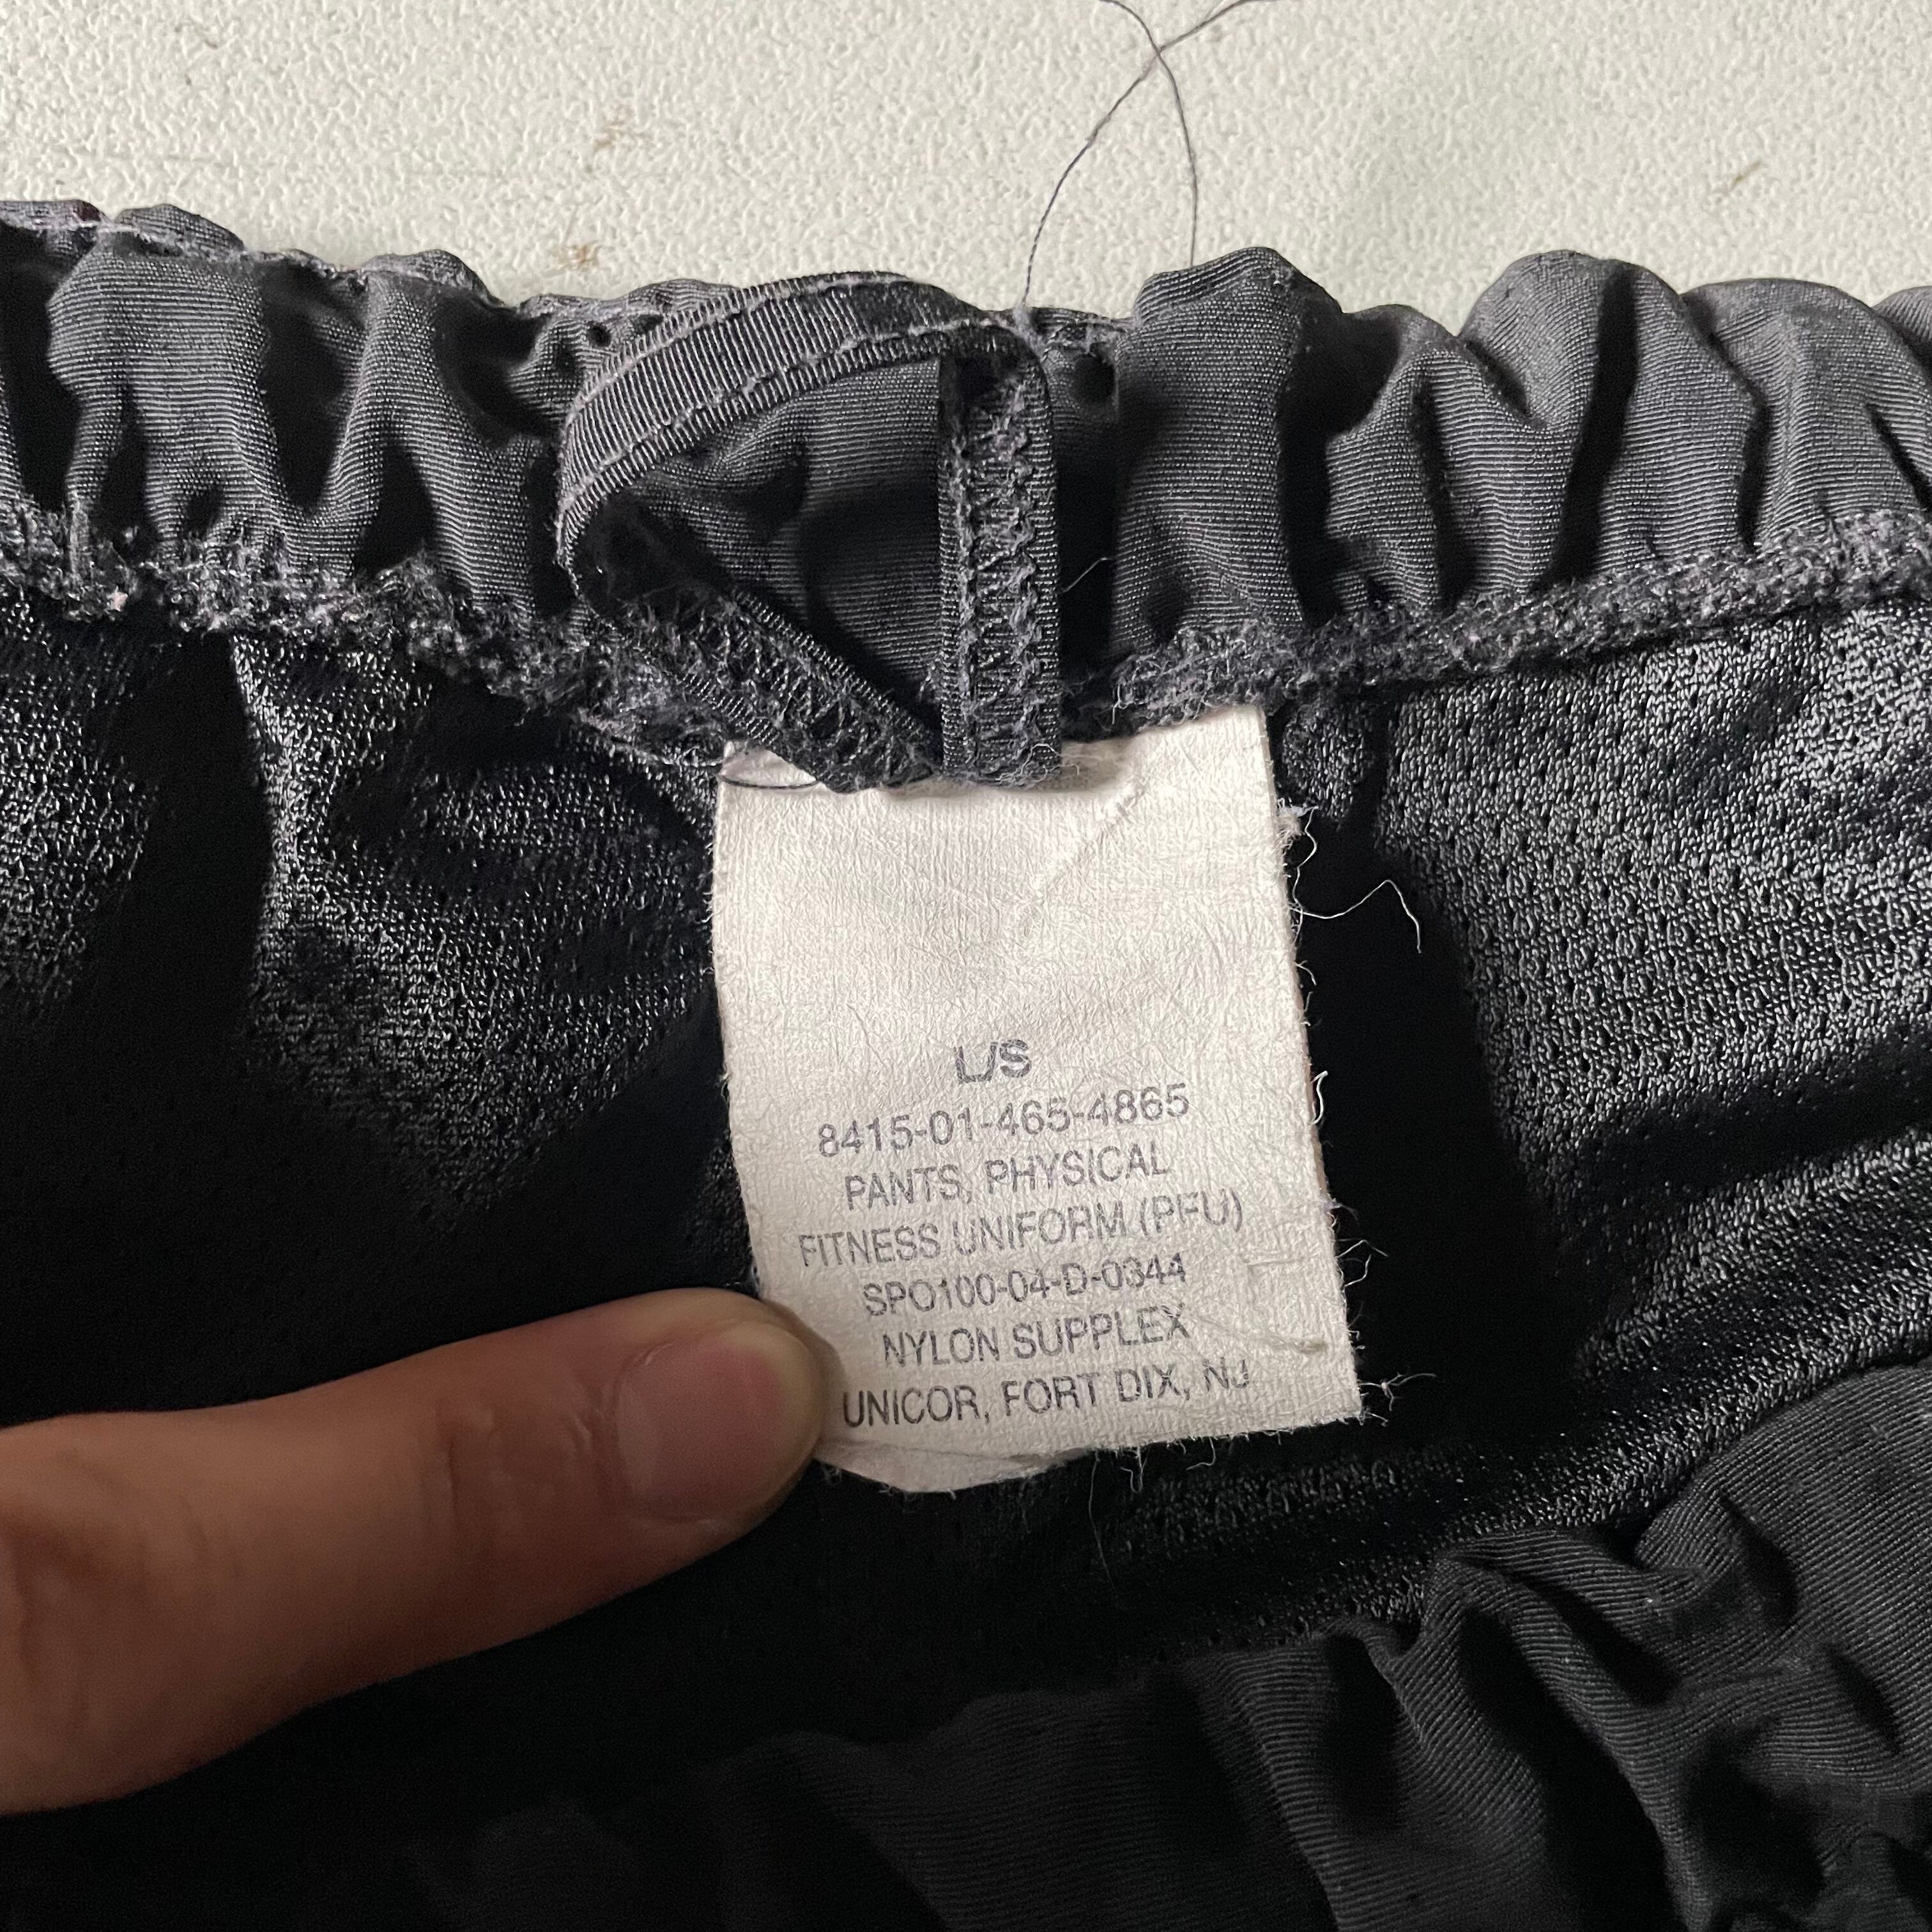 L/S
8415-01-465-4865
PANTS, PHYSICAL
FITNESS UNIFORM (PFU)
SPO100-04-D-0344
NYLON SUPPLEX
UNICOR, FORT DIX, NJ